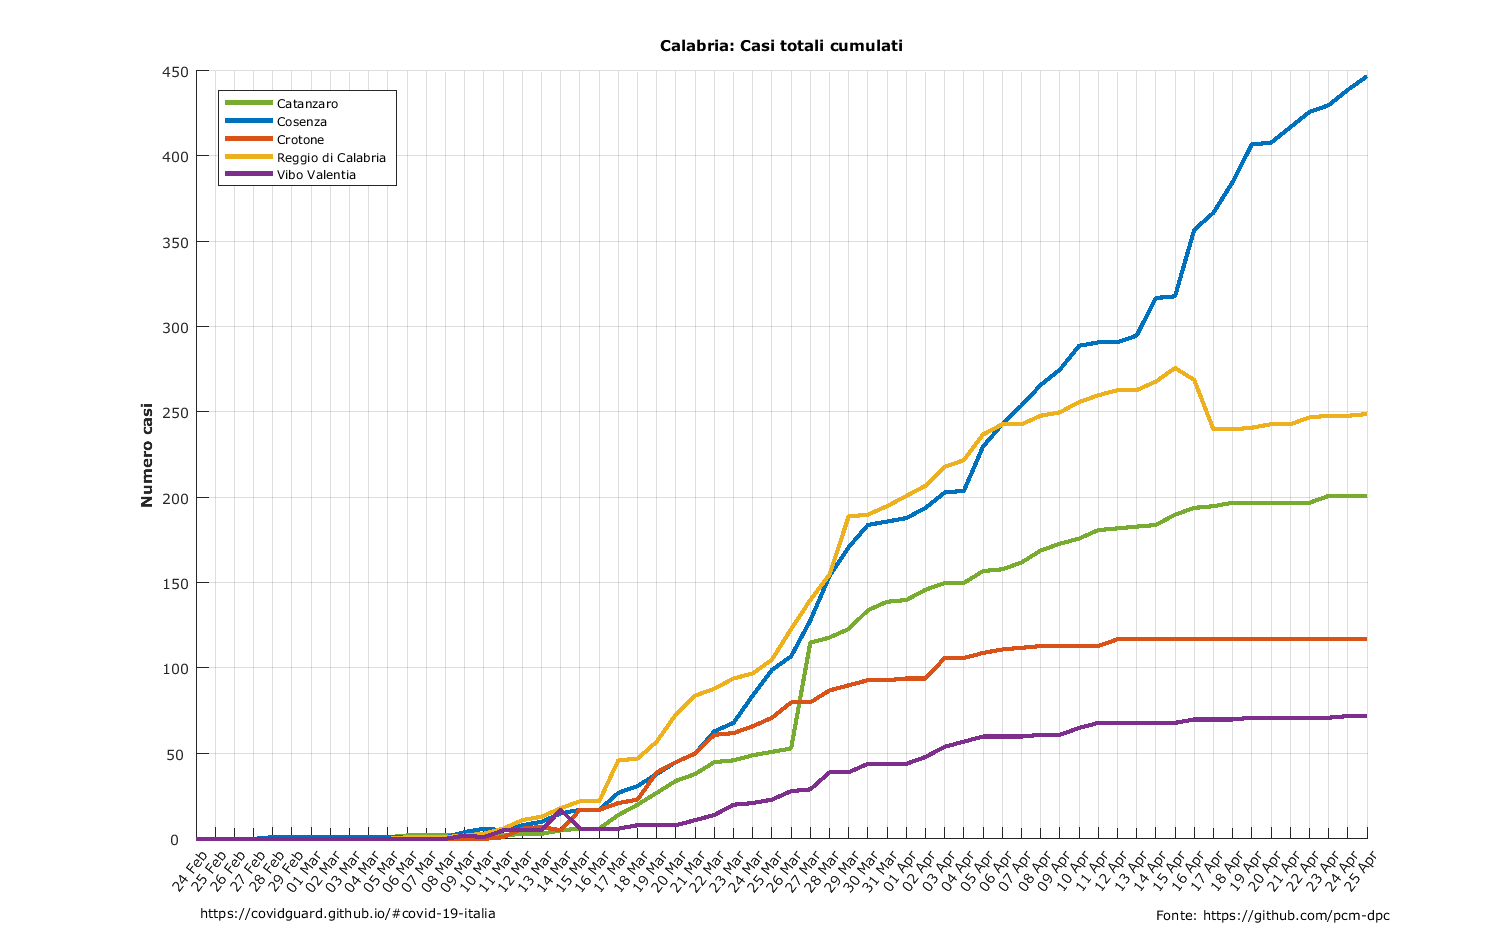 Calabria: Casi totali cumulati
Numero casi
450
400
350
300
250
200
150
100
50
0
Catanzaro
Cosenza
Crotone
Reggio di Calabria
Vibo Valentia
24 Feb
25 Feb
26 Feb
27 Feb
28 Feb
29 Feb
01 Mar
02 Mar
03 Mar
04 Mar
05 Mar
06 Mar
07 Mar
08 Mar
09 Mar
10 Mar
11 Mar
12 Mar
13 Mar
14 Mar
15 Mar
16 Mar
17 Mar
18 Mar
19 Mar
20 Mar
21 Mar
22 Mar
23 Mar
24 Mar
25 Mar
26 Mar
27 Mar
28 Mar
29 Mar
30 Mar
31 Mar
01 Apr
02 Apr
03 Apr
04 Apr
05 Apr
06 Apr
07 Apr
08 Apr
09 Apr
10 Apr
11 Apr
12 Apr
13 Apr
14 Apr
15 Apr
16 Apr
17 Apr
18 Apr
19 Apr
20 Apr
21 Apr
22 Apr
23 Apr
24 Apr
25 Apr
https://covidguard.github.io/#covid-19-italia
Fonte: https://github.com/pcm-dpc